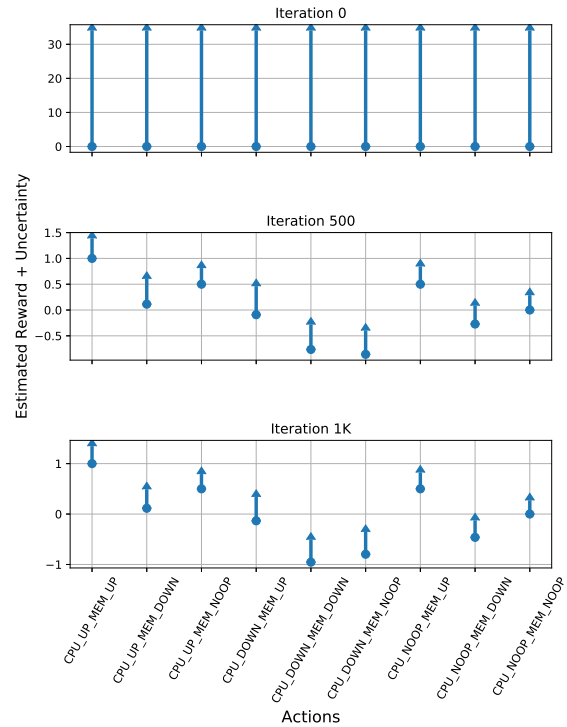 Iteration 0
30
20
10
0
Estimated Reward + Uncertainty
Iteration 500
1.5
1.0
0.5
0.0
−0.5
Iteration 1K
1
0
−1
CPU_UP_MEM_UP
CPU_UP_MEM_DOWN
CPU_UP_MEM_NOOP
CPU_DOWN_MEM_UP
CPU_DOWN_MEM_DOWN
CPU_DOWN_MEM_NOOP
CPU_NOOP_MEM_UP
CPU_NOOP_MEM_DOWN
CPU_NOOP_MEM_NOOP
Actions